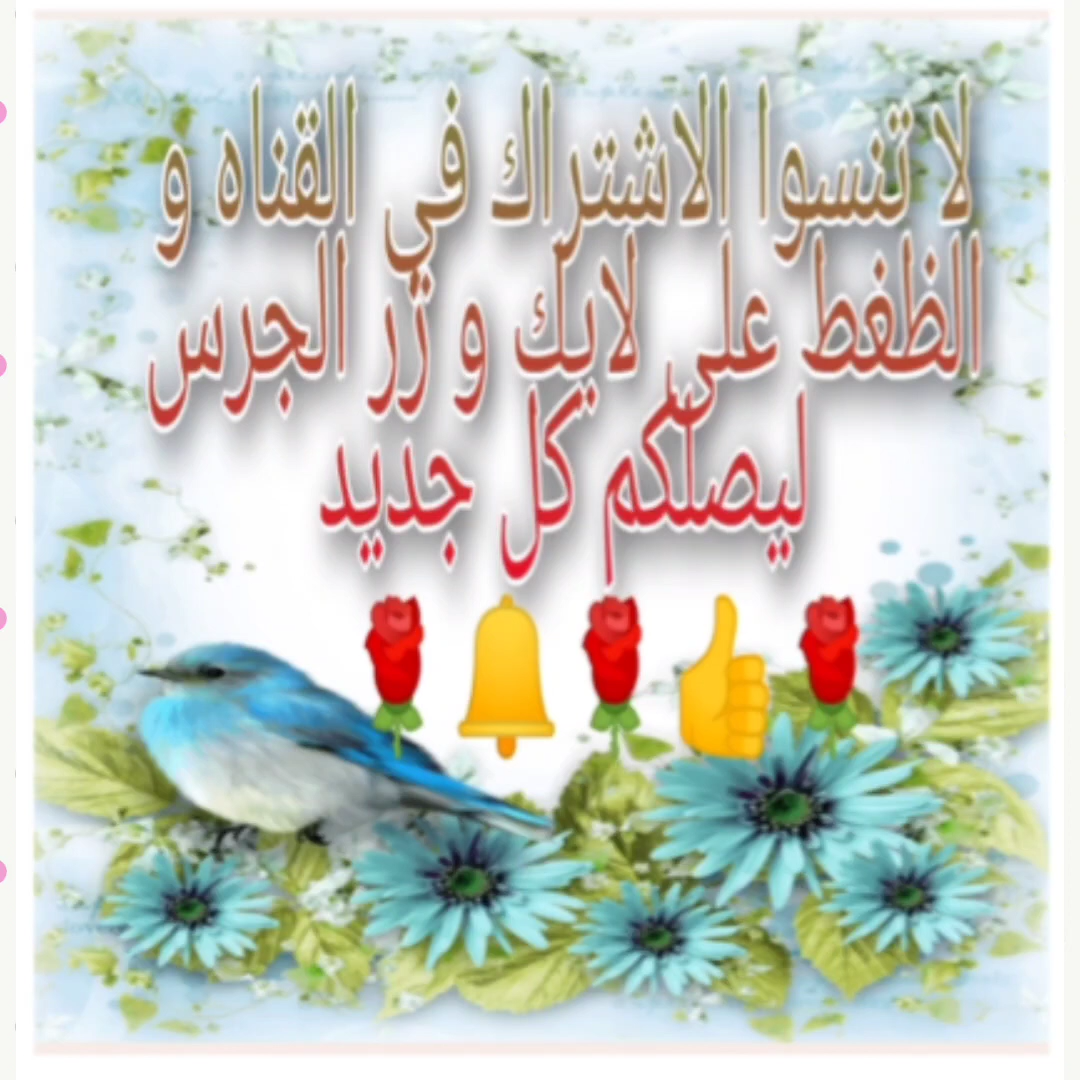 لا تنسوا الاشتراك في القناه و
الظغط على لايك و زر الجرس
ليصلكم كل جديد